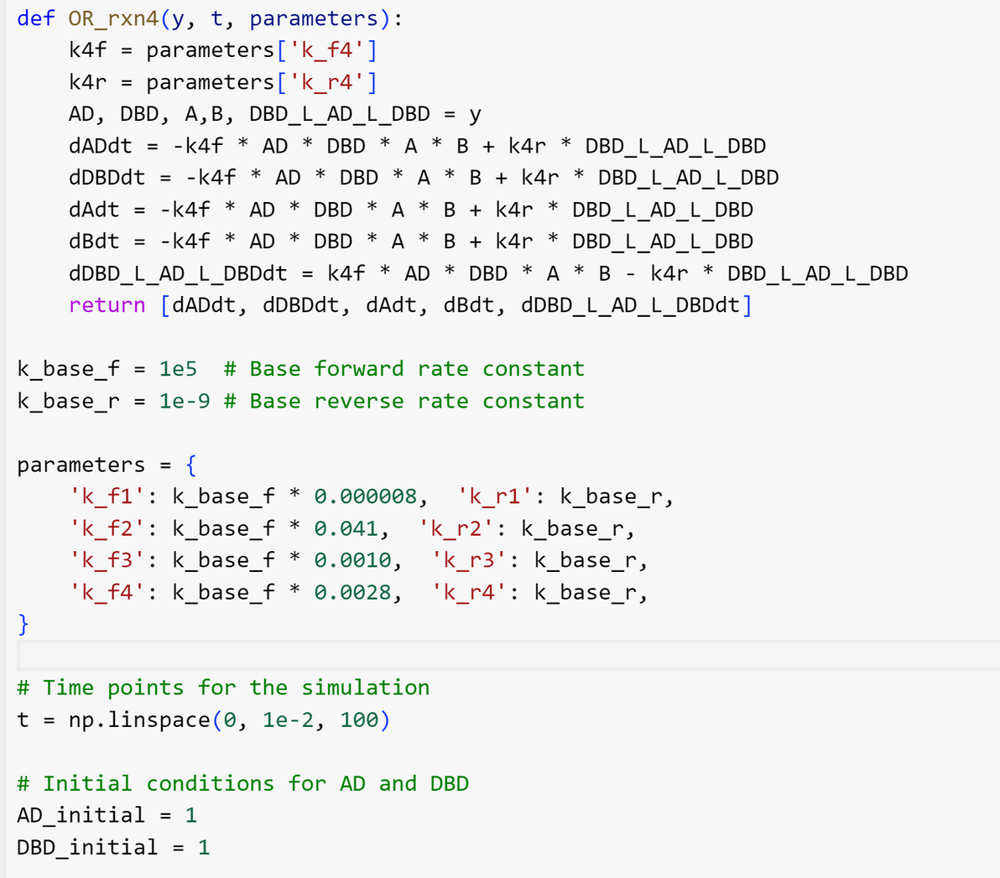 def OR_rxn4(y, t, parameters):
    k4f = parameters['k_f4']
    k4r = parameters['k_r4']
    AD, DBD, A,B, DBD_L_AD_L_DBD = y
    dADdt = -k4f * AD * DBD * A * B + k4r * DBD_L_AD_L_DBD
    dDBDdt = -k4f * AD * DBD * A * B + k4r * DBD_L_AD_L_DBD
    dAdt = -k4f * AD * DBD * A * B + k4r * DBD_L_AD_L_DBD
    dBdt = -k4f * AD * DBD * A * B + k4r * DBD_L_AD_L_DBD
    dDBD_L_AD_L_DBDdt = k4f * AD * DBD * A * B - k4r * DBD_L_AD_L_DBD
    return [dADdt, dDBDdt, dAdt, dBdt, dDBD_L_AD_L_DBDdt]
k_base_f = 1e5  # Base forward rate constant
k_base_r = 1e-9 # Base reverse rate constant
parameters = {
    'k_f1': k_base_f * 0.000008,  'k_r1': k_base_r,
    'k_f2': k_base_f * 0.041,  'k_r2': k_base_r,
    'k_f3': k_base_f * 0.0010,  'k_r3': k_base_r,
    'k_f4': k_base_f * 0.0028,  'k_r4': k_base_r,
}
# Time points for the simulation
t = np.linspace(0, 1e-2, 100)
# Initial conditions for AD and DBD
AD_initial = 1
DBD_initial = 1